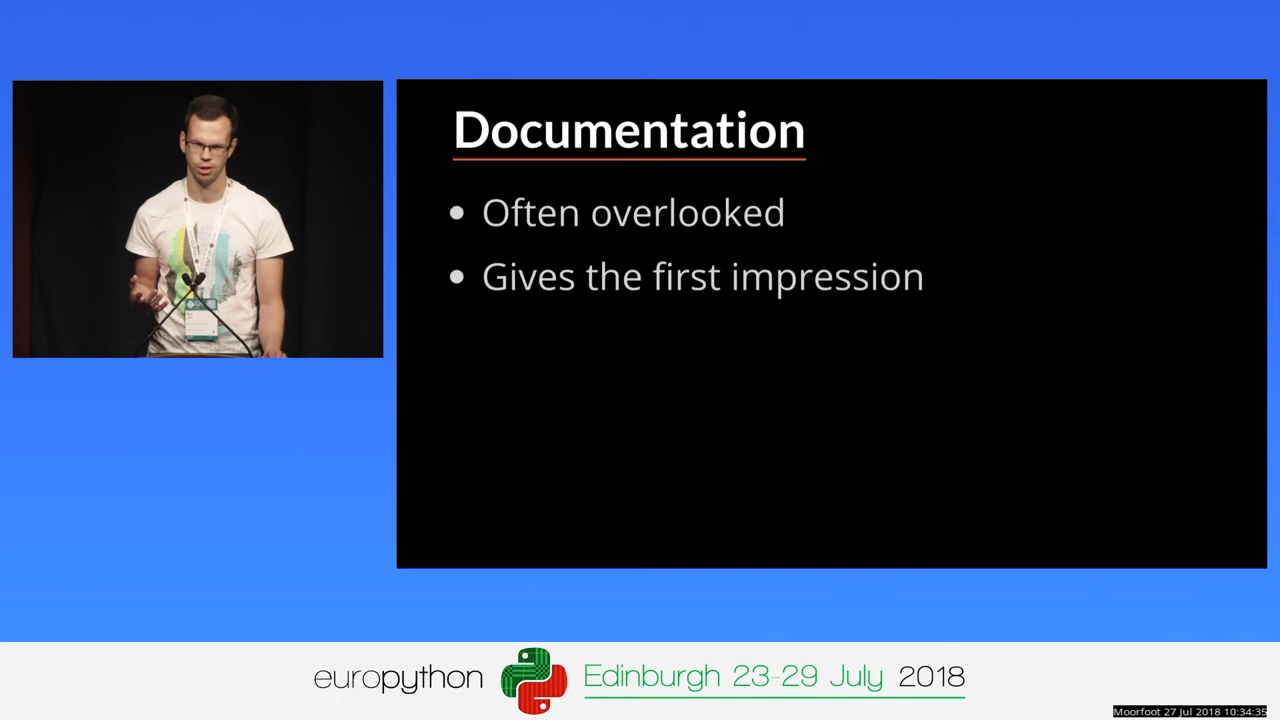 Documentation
Often overlooked
Gives the first impression
europython
Edinburgh 23-29 July 2018
Moorfoot 27 Jul 2018 10:34:35